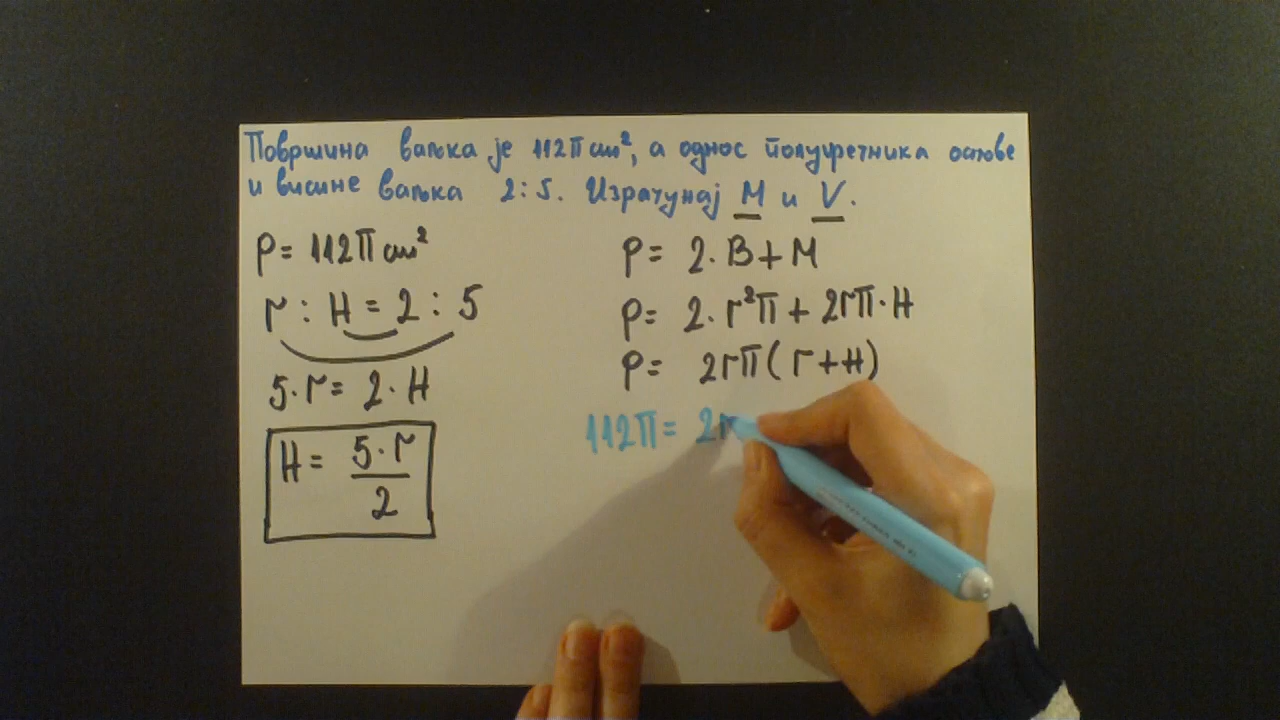 Површина ваљка је 112π cm², а однос полупречника основе
и висине ваљка 2:5. Израчунај M и V.
P = 112π cm²
r : H = 2 : 5
5·r = 2·H
H = 5·r/2
P = 2·B + M
P = 2·r²π + 2rπ·H
P = 2rπ(r+H)
112π = 2r